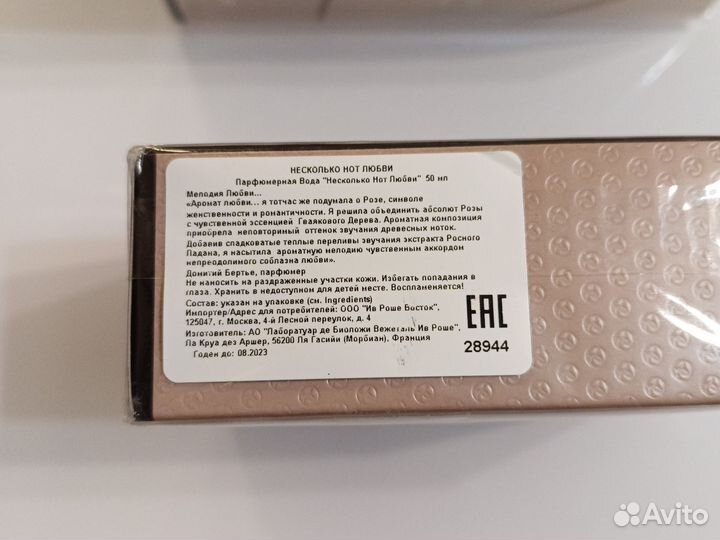 НЕСКОЛЬКО НОТ ЛЮБВИ
Парфюмерная Вода "Несколько Нот Любви" 50 мл
Мелодия Любви...
«Аромат любви... я тотчас же подумала о Розе, символе
женственности и романтичности. Я решила объединить абсолют Розы
с чувственной эссенцией Гваякового Дерева. Ароматная композиция
приобрела неповторимый оттенок звучания древесных ноток.
Добавив сладковатые теплые переливы звучания экстракта Росного
Ладана, я насытила ароматную мелодию чувственным аккордом
непреодолимого соблазна любви».
Домитий Бертье, парфюмер
Не наносить на раздраженные участки кожи. Избегать попадания в
глаза. Хранить в недоступном для детей месте. Воспламеняется!
Состав: указан на упаковке (см. Ingredients)
Импортер/Адрес для потребителей: ООО "Ив Роше Восток",
125047, г. Москва, 4-й Лесной переулок, д. 4
Изготовитель: АО "Лаборатуар де Биоложи Вежеталь Ив Роше",
Ла Круа дез Аршер, 56200 Ля Гасийи (Морбиан), Франция
Годен до: 08.2023
EAC
28944
Avito